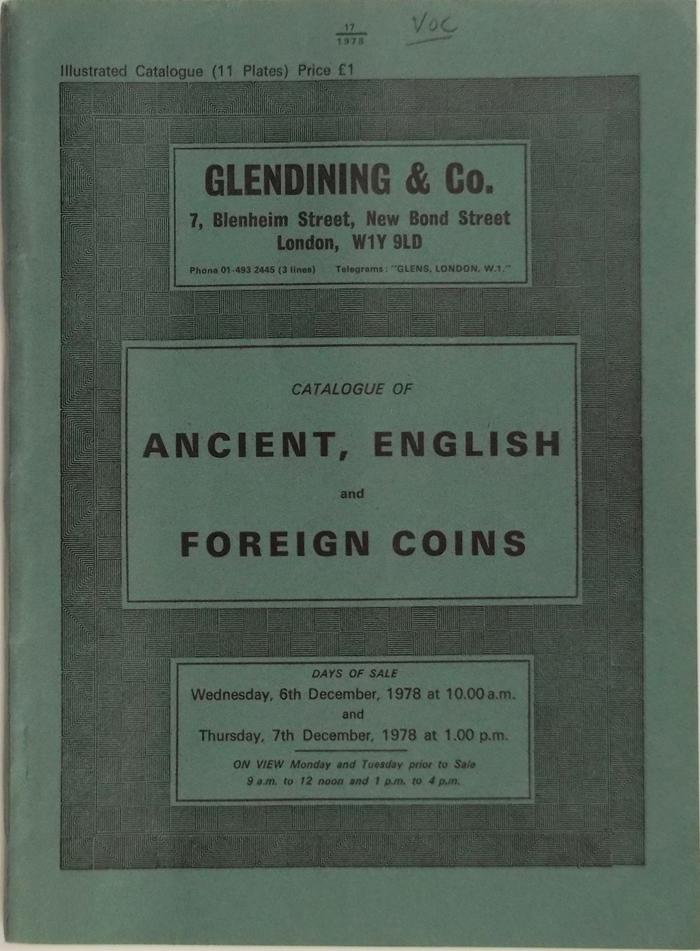 17
1978
VOC
Illustrated Catalogue (11 Plates) Price £1
GLENDINING & Co.
7, Blenheim Street, New Bond Street
London, W1Y 9LD
Phone 01-493 2445 (3 lines) Telegrams: "GLENS, LONDON, W.1."
CATALOGUE OF
ANCIENT, ENGLISH
and
FOREIGN COINS
DAYS OF SALE
Wednesday, 6th December, 1978 at 10.00 a.m.
and
Thursday, 7th December, 1978 at 1.00 p.m.
ON VIEW Monday and Tuesday prior to Sale
9 a.m. to 12 noon and 1 p.m. to 4 p.m.